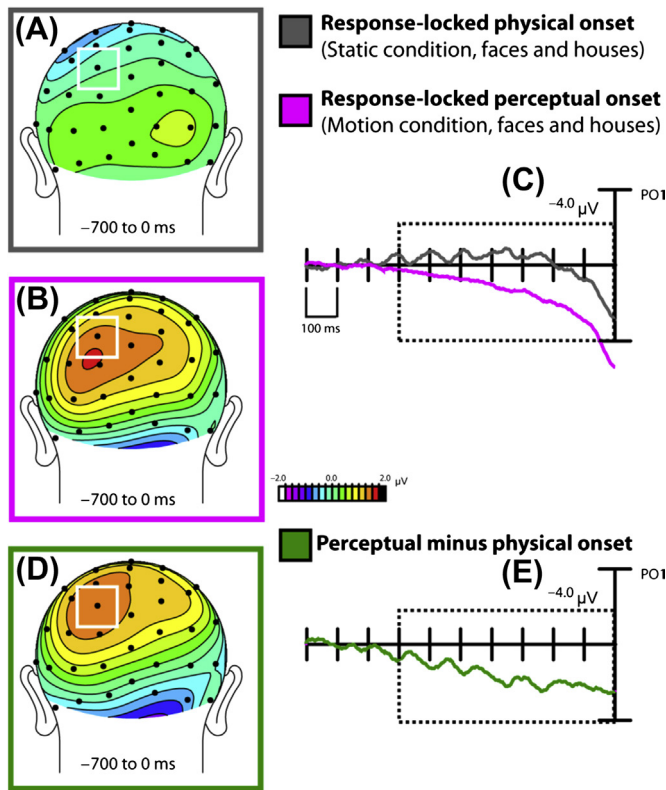 (A)
−700 to 0 ms
Response-locked physical onset
(Static condition, faces and houses)
Response-locked perceptual onset
(Motion condition, faces and houses)
(C)
−4.0 µV
PO1
100 ms
(B)
−700 to 0 ms
−2.0 0.0 2.0 µV
Perceptual minus physical onset
(D)
−700 to 0 ms
(E)
−4.0 µV
PO1